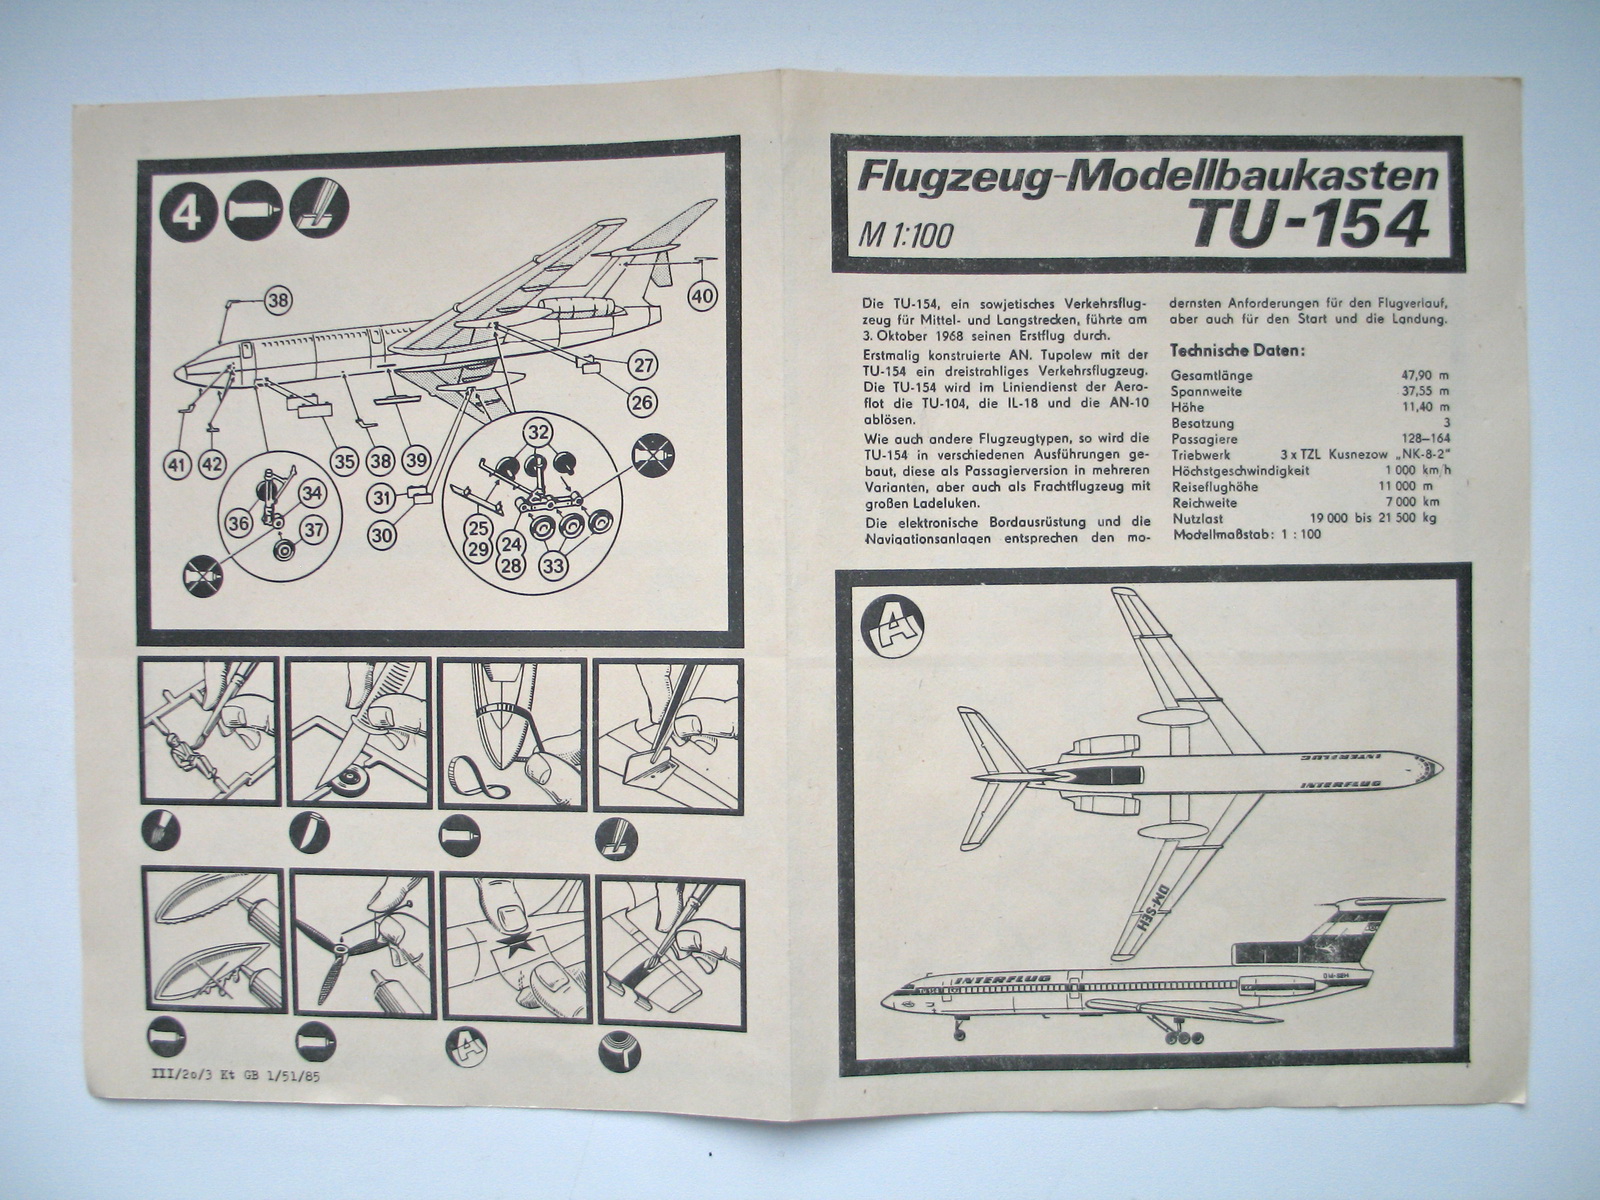 4
38
40
27
26
41
42
35
38
39
32
31
30
36
34
37
25
29
24
28
33
III/2o/3 Kt GB 1/51/85
Flugzeug-Modellbaukasten
M 1:100
TU-154
Die TU-154, ein sowjetisches Verkehrsflug-
zeug für Mittel- und Langstrecken, führte am
3. Oktober 1968 seinen Erstflug durch.
Erstmalig konstruierte AN. Tupolew mit der
TU-154 ein dreistrahliges Verkehrsflugzeug.
Die TU-154 wird im Liniendienst der Aero-
flot die TU-104, die IL-18 und die AN-10
ablösen.
Wie auch andere Flugzeugtypen, so wird die
TU-154 in verschiedenen Ausführungen ge-
baut, diese als Passagierversion in mehreren
Varianten, aber auch als Frachtflugzeug mit
großen Ladeluken.
Die elektronische Bordausrüstung und die
Navigationsanlagen entsprechen den mo-
dernsten Anforderungen für den Flugverlauf,
aber auch für den Start und die Landung.
Technische Daten:
Gesamtlänge 47,90 m
Spannweite 37,55 m
Höhe 11,40 m
Besatzung 3
Passagiere 128–164
Triebwerk 3 x TZL Kusnezow „NK-8-2"
Höchstgeschwindigkeit 1 000 km/h
Reiseflughöhe 11 000 m
Reichweite 7 000 km
Nutzlast 19 000 bis 21 500 kg
Modellmaßstab: 1 : 100
A
INTERFLUG
INTERFLUG
DM-SEH
INTERFLUG
TU-154
DM-SEH
A